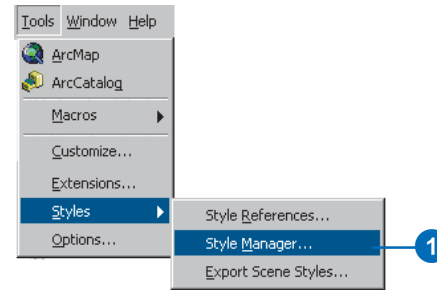 Tools Window Help
ArcMap
ArcCatalog
Macros
Customize...
Extensions...
Styles
Style References...
Options...
Style Manager...
1
Export Scene Styles...